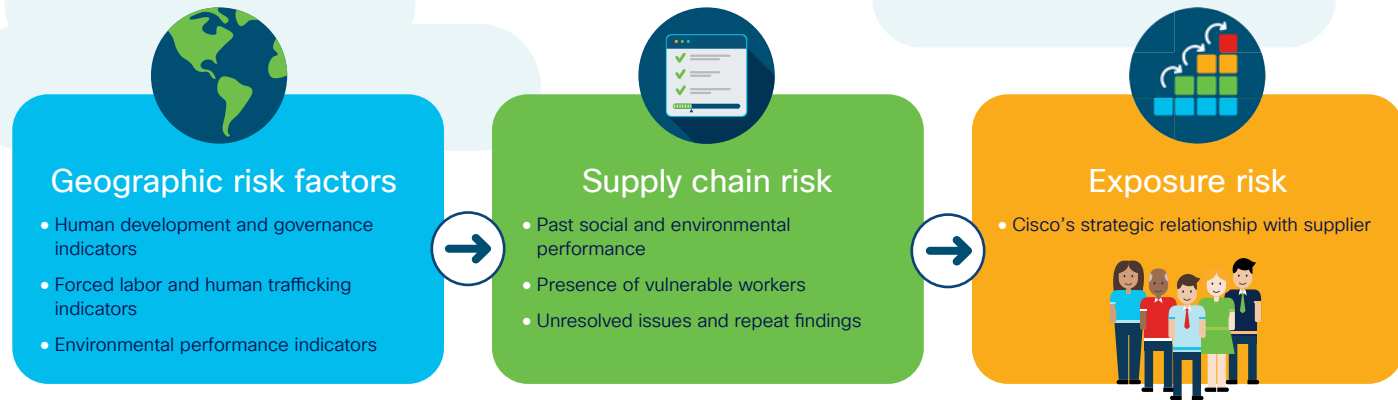 Geographic risk factors
• Human development and governance
indicators
• Forced labor and human trafficking
indicators
• Environmental performance indicators
Supply chain risk
• Past social and environmental
performance
• Presence of vulnerable workers
• Unresolved issues and repeat findings
Exposure risk
• Cisco's strategic relationship with supplier